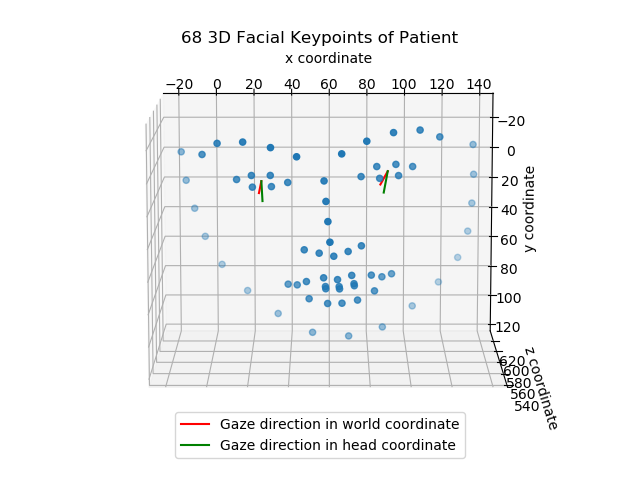 68 3D Facial Keypoints of Patient
x coordinate
−20 0 20 40 60 80 100 120 140
−20
0
20
40
60
80
100
120
y coordinate
620
600
580
560
540
z coordinate
Gaze direction in world coordinate
Gaze direction in head coordinate